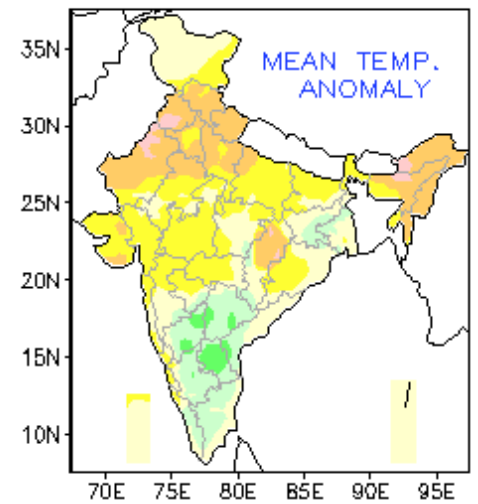 MEAN TEMP.
ANOMALY
35N
30N
25N
20N
15N
10N
70E 75E 80E 85E 90E 95E